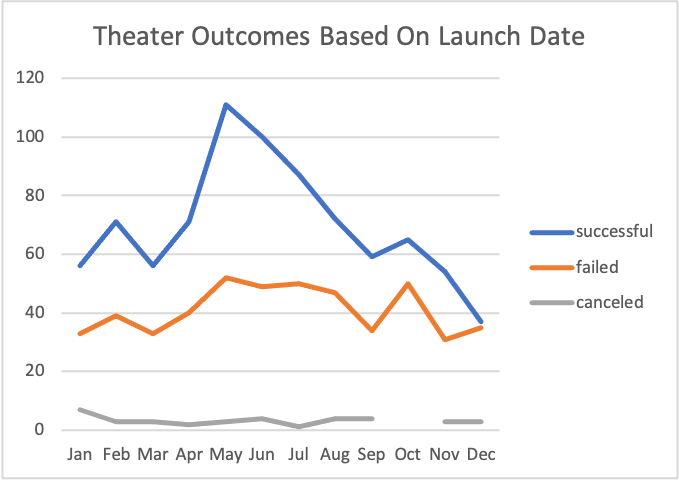 Theater Outcomes Based On Launch Date
120
100
80
60
40
20
0
Jan Feb Mar Apr May Jun Jul Aug Sep Oct Nov Dec
successful
failed
canceled